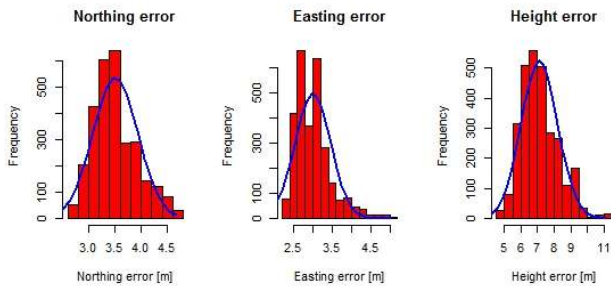 Northing error
Frequency
0 100 300 500
3.0 3.5 4.0 4.5
Northing error [m]
Easting error
Frequency
0 100 300 500
2.5 3.5 4.5
Easting error [m]
Height error
Frequency
0 100 200 300 400 500
5 6 7 8 9 11
Height error [m]